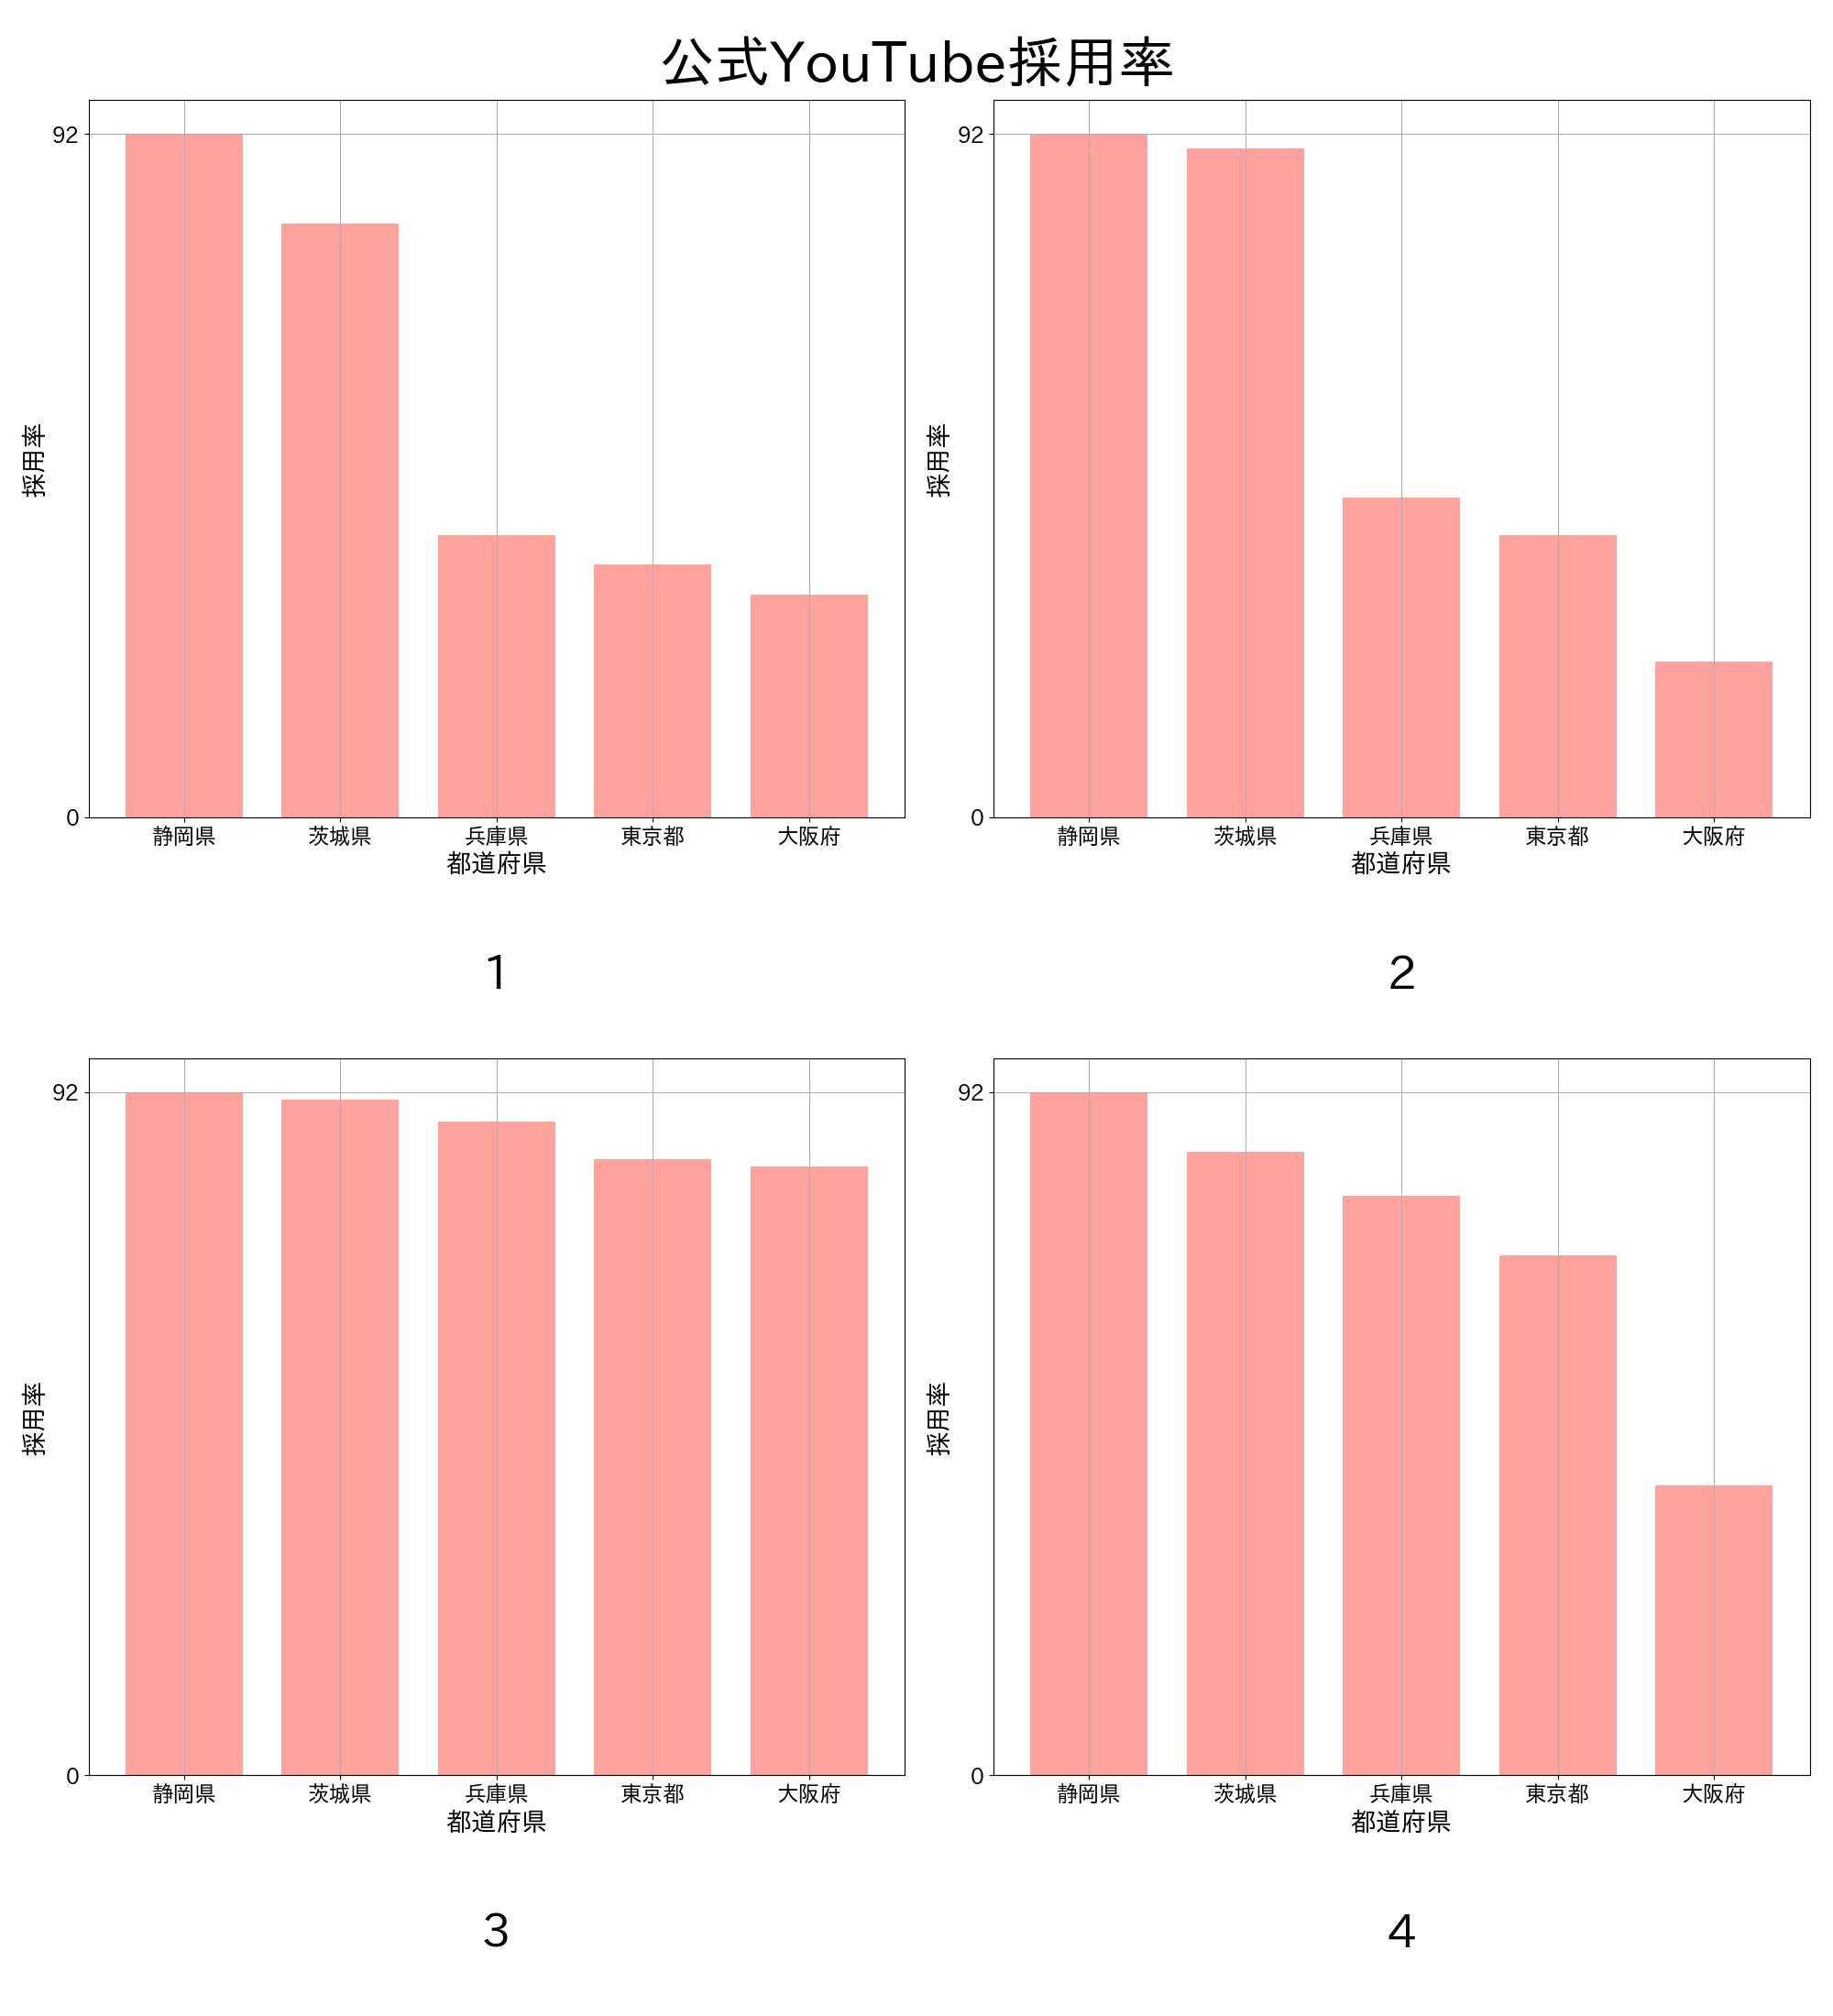 公式YouTube採用率
92
0
採用率
静岡県 茨城県 兵庫県 東京都 大阪府
都道府県
1
92
0
採用率
静岡県 茨城県 兵庫県 東京都 大阪府
都道府県
2
92
0
採用率
静岡県 茨城県 兵庫県 東京都 大阪府
都道府県
3
92
0
採用率
静岡県 茨城県 兵庫県 東京都 大阪府
都道府県
4